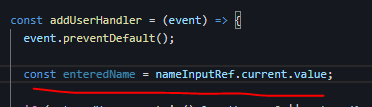 const addUserHandler = (event) => {
event.preventDefault();
const enteredName = nameInputRef.current.value;